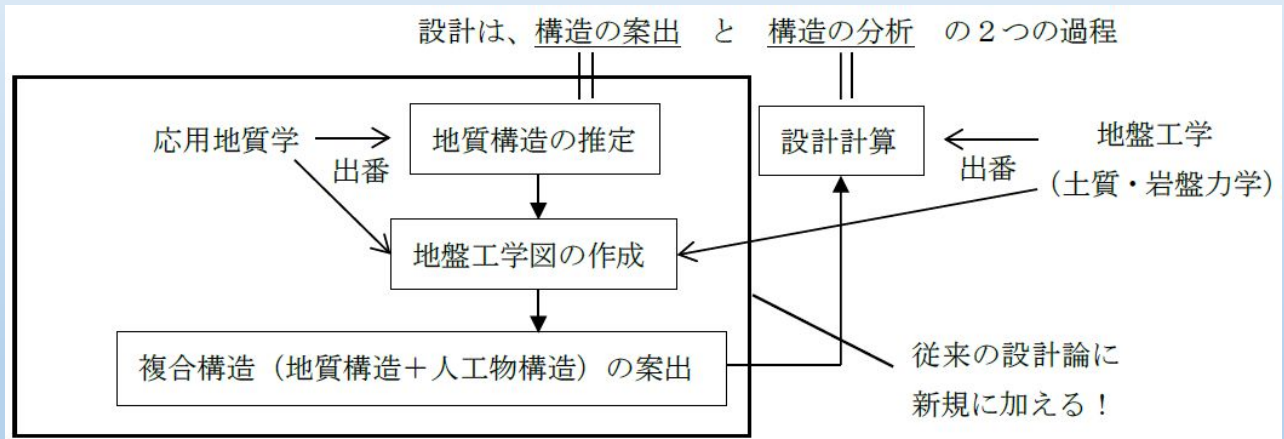 設計は、構造の案出 と 構造の分析 の２つの過程
応用地質学
出番
地質構造の推定
設計計算
出番
地盤工学
（土質・岩盤力学）
地盤工学図の作成
複合構造（地質構造＋人工物構造）の案出
従来の設計論に
新規に加える！